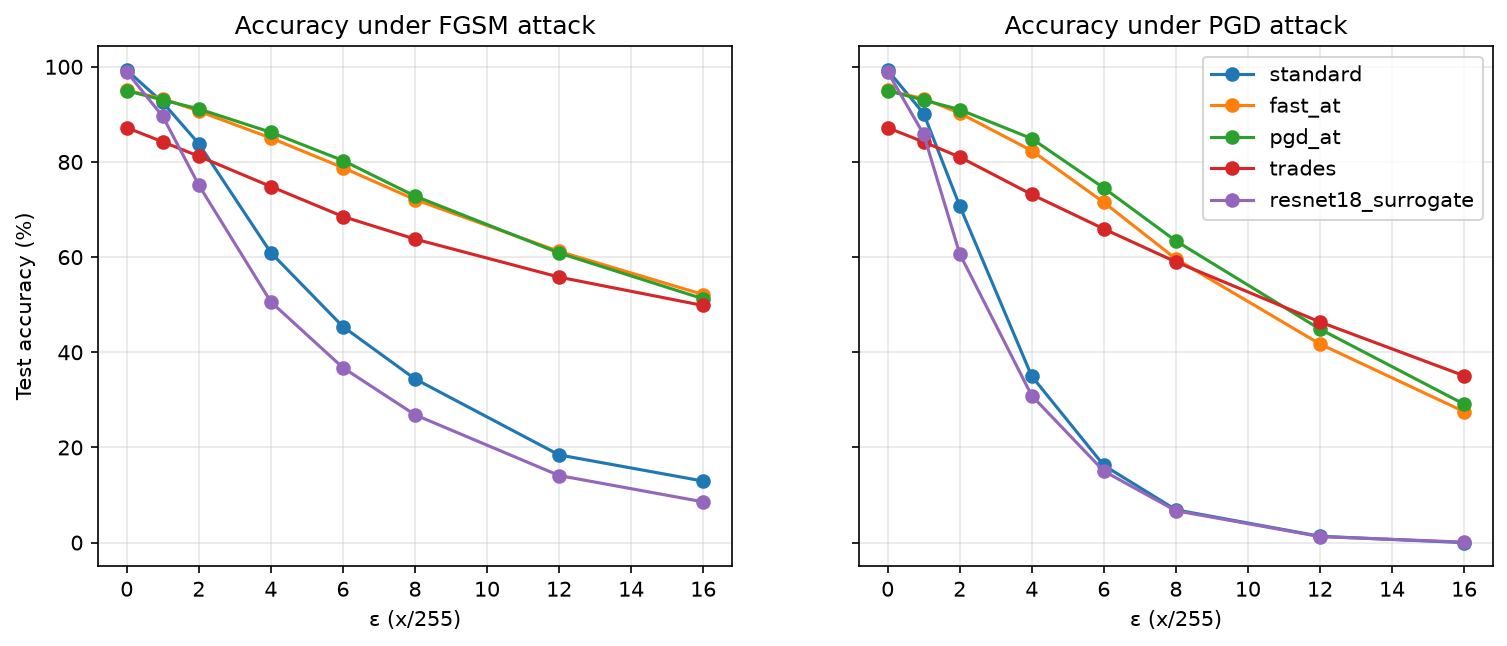 Accuracy under FGSM attack
Test accuracy (%)
100
80
60
40
20
0
0 2 4 6 8 10 12 14 16
ε (x/255)
Accuracy under PGD attack
standard
fast_at
pgd_at
trades
resnet18_surrogate
0 2 4 6 8 10 12 14 16
ε (x/255)